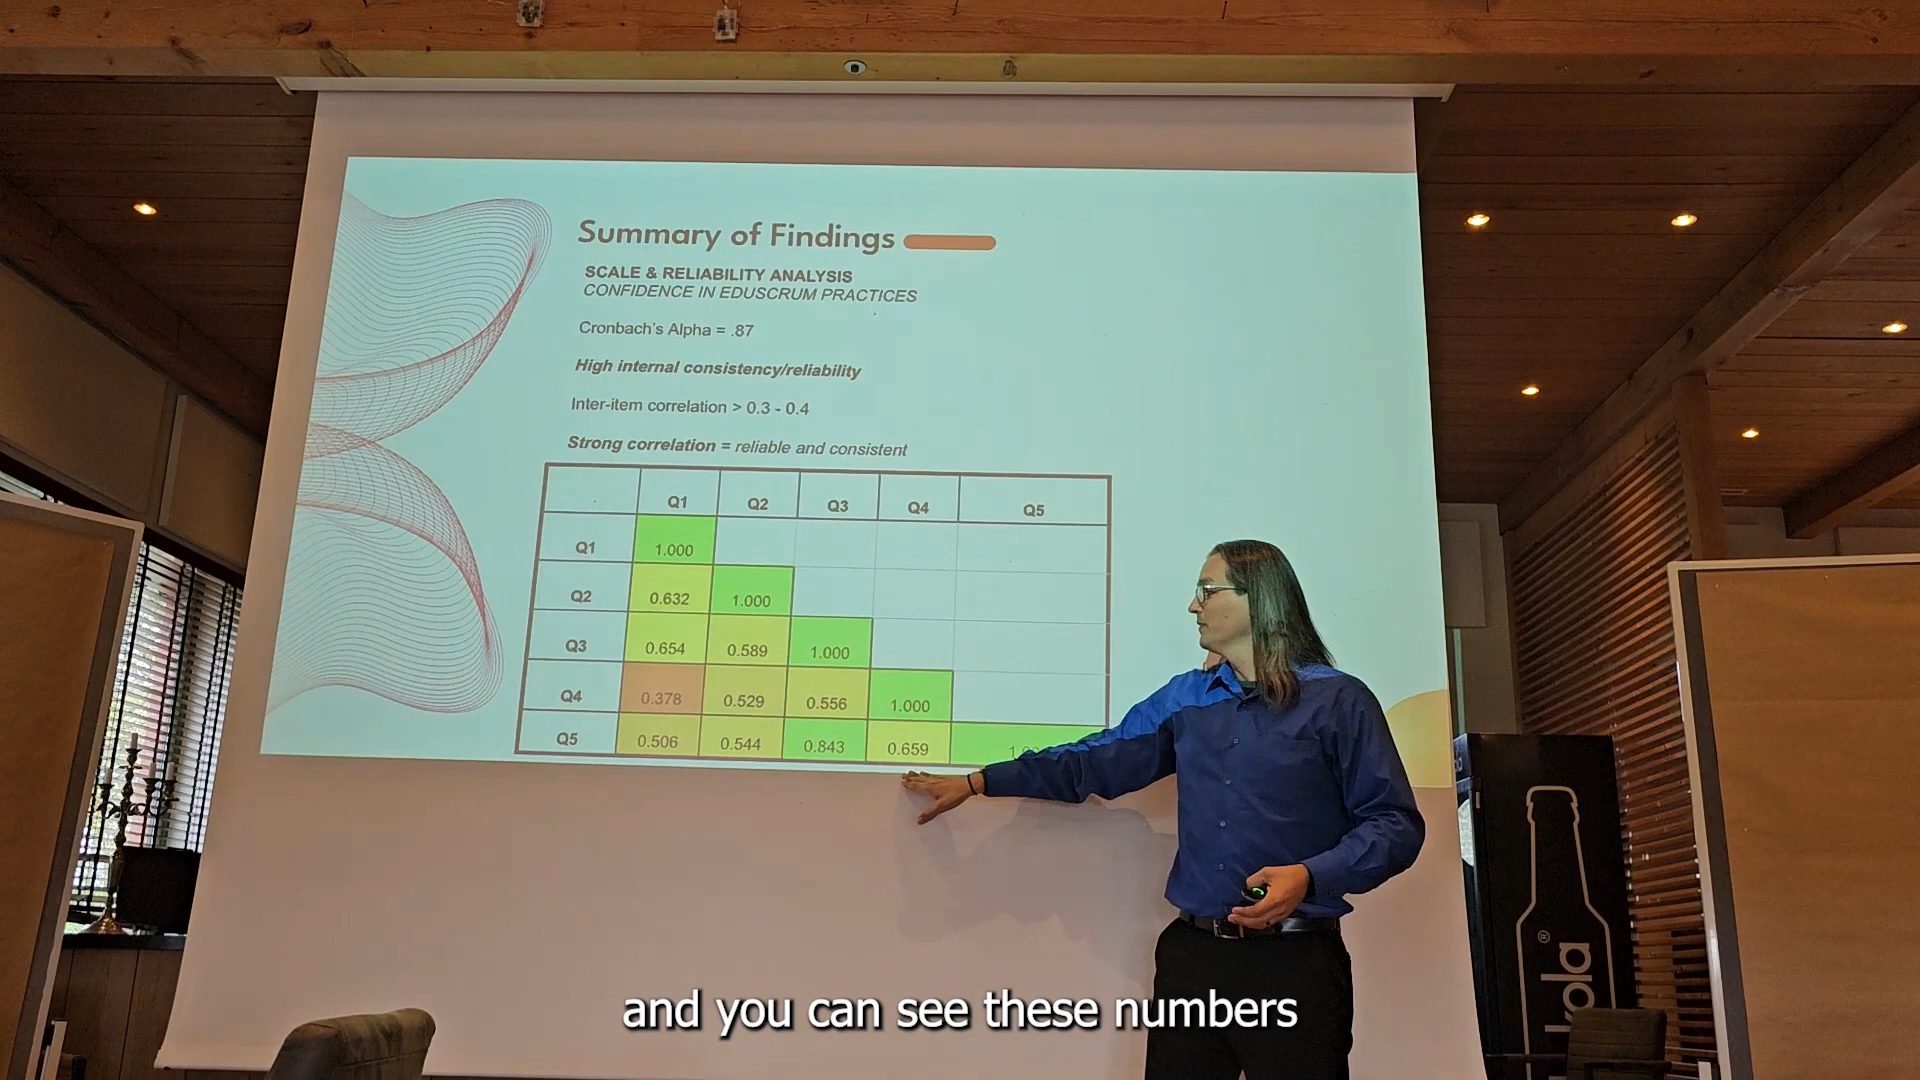 Summary of Findings
SCALE & RELIABILITY ANALYSIS
CONFIDENCE IN EDUSCRUM PRACTICES
Cronbach's Alpha = .87
High internal consistency/reliability
Inter-item correlation > 0.3 - 0.4
Strong correlation = reliable and consistent
Q1 Q2 Q3 Q4 Q5
Q1 1.000
Q2 0.632 1.000
Q3 0.654 0.589 1.000
Q4 0.378 0.529 0.556 1.000
Q5 0.506 0.544 0.843 0.659
and you can see these numbers